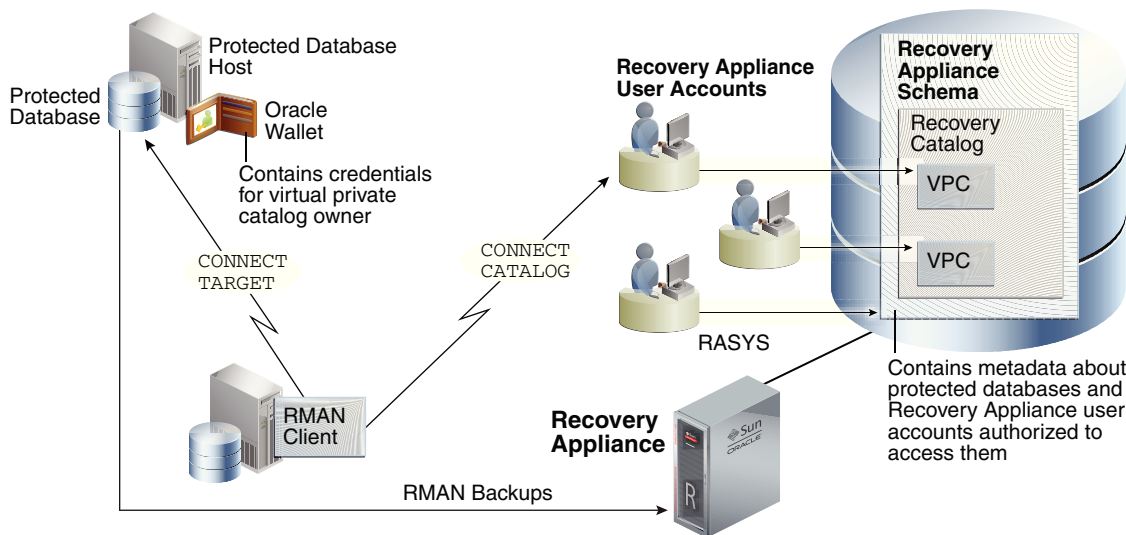 Protected Database
Host
Protected
Database
Oracle
Wallet
Contains credentials
for virtual private
catalog owner
CONNECT
TARGET
CONNECT
CATALOG
RMAN
Client
RMAN Backups
Recovery Appliance
User Accounts
RASYS
Recovery
Appliance
Sun
ORACLE
R
Recovery
Appliance
Schema
Recovery
Catalog
VPC
VPC
Contains metadata about
protected databases and
Recovery Appliance user
accounts authorized to
access them